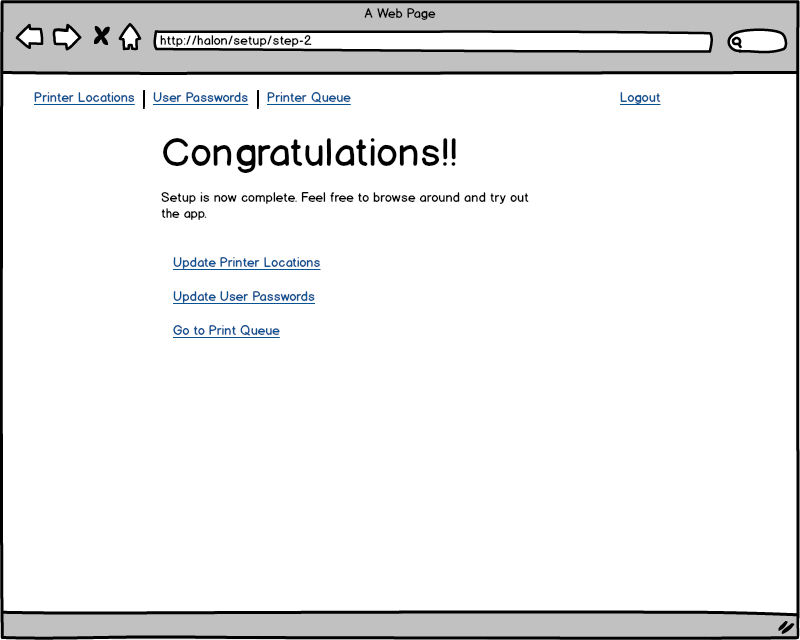 A Web Page
http://halon/setup/step-2
Printer Locations | User Passwords | Printer Queue Logout
Congratulations!!
Setup is now complete. Feel free to browse around and try out
the app.
Update Printer Locations
Update User Passwords
Go to Print Queue